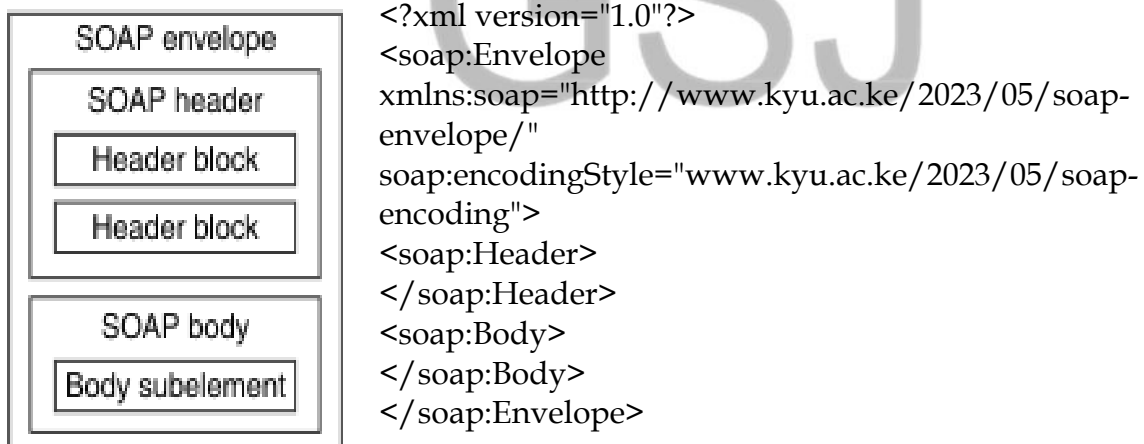 SOAP envelope
SOAP header
Header block
Header block
SOAP body
Body subelement
<?xml version="1.0"?>
<soap:Envelope
xmlns:soap="http://www.kyu.ac.ke/2023/05/soap-
envelope/"
soap:encodingStyle="www.kyu.ac.ke/2023/05/soap-
encoding">
<soap:Header>
</soap:Header>
<soap:Body>
</soap:Body>
</soap:Envelope>
GSJ